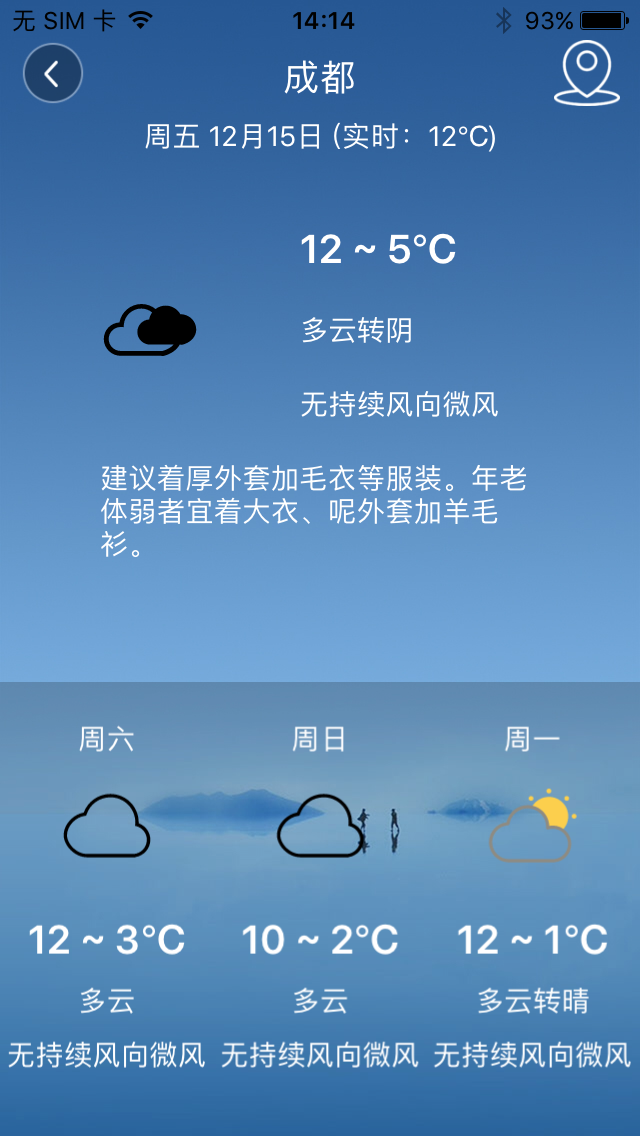 无 SIM 卡 14:14 93%
成都
周五 12月15日 (实时：12°C)
12 ~ 5°C
多云转阴
无持续风向微风
建议着厚外套加毛衣等服装。年老
体弱者宜着大衣、呢外套加羊毛
衫。
周六 周日 周一
12 ~ 3°C 10 ~ 2°C 12 ~ 1°C
多云 多云 多云转晴
无持续风向微风 无持续风向微风 无持续风向微风